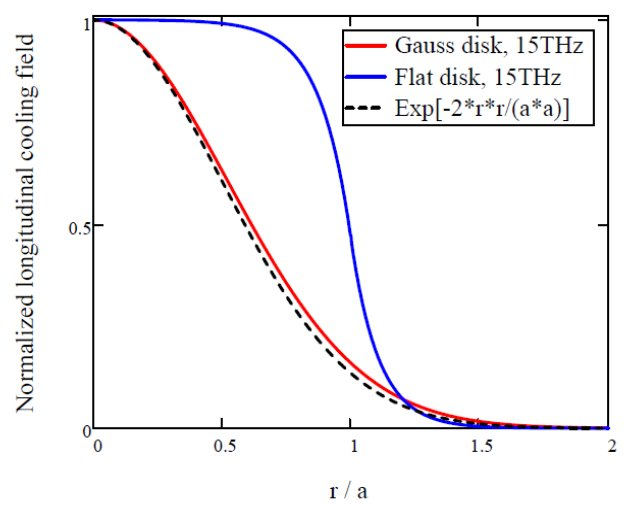 Normalized longitudinal cooling field
1
0.5
0
Gauss disk, 15THz
Flat disk, 15THz
Exp[-2*r*r/(a*a)]
0
0.5
1
1.5
2
r / a